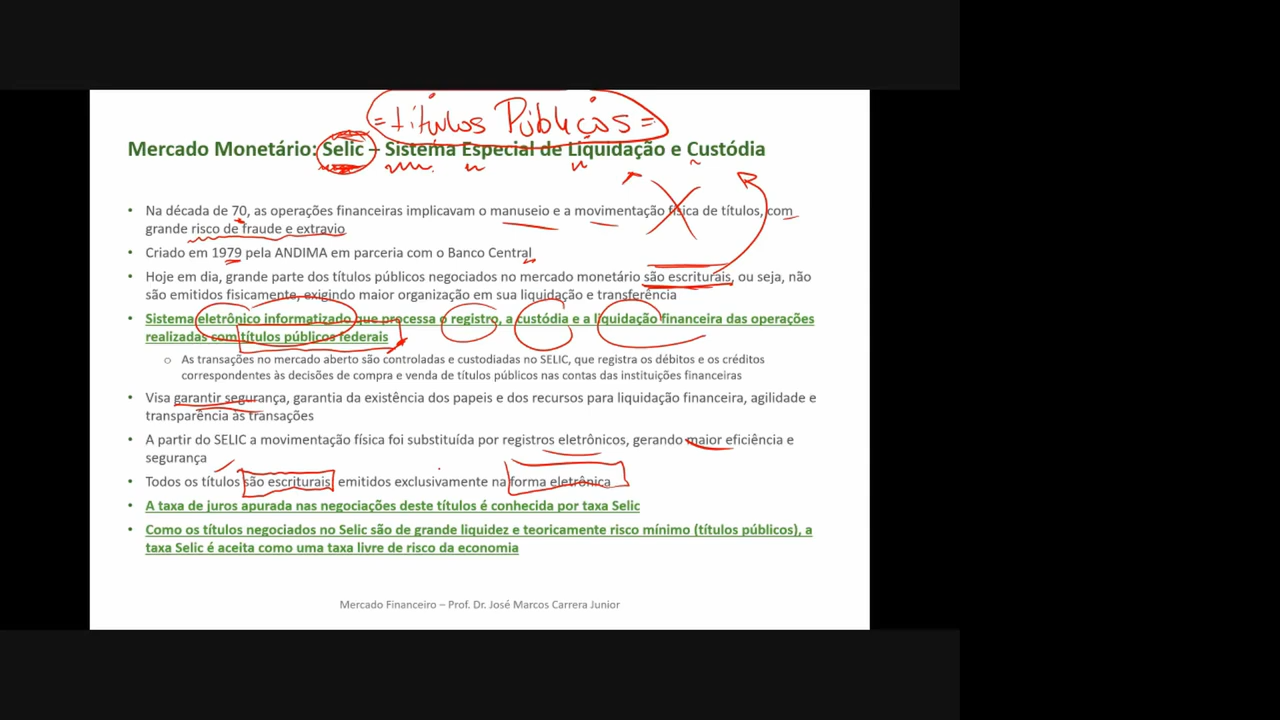 = títulos Públicos =
Mercado Monetário: Selic – Sistema Especial de Liquidação e Custódia
• Na década de 70, as operações financeiras implicavam o manuseio e a movimentação física de títulos, com
grande risco de fraude e extravio
• Criado em 1979 pela ANDIMA em parceria com o Banco Central
• Hoje em dia, grande parte dos títulos públicos negociados no mercado monetário são escriturais, ou seja, não
são emitidos fisicamente, exigindo maior organização em sua liquidação e transferência
• Sistema eletrônico informatizado que processa o registro, a custódia e a liquidação financeira das operações
realizadas com títulos públicos federais
o As transações no mercado aberto são controladas e custodiadas no SELIC, que registra os débitos e os créditos
correspondentes às decisões de compra e venda de títulos públicos nas contas das instituições financeiras
• Visa garantir segurança, garantia da existência dos papeis e dos recursos para liquidação financeira, agilidade e
transparência às transações
• A partir do SELIC a movimentação física foi substituída por registros eletrônicos, gerando maior eficiência e
segurança
• Todos os títulos são escriturais, emitidos exclusivamente na forma eletrônica
• A taxa de juros apurada nas negociações deste títulos é conhecida por taxa Selic
• Como os títulos negociados no Selic são de grande liquidez e teoricamente risco mínimo (títulos públicos), a
taxa Selic é aceita como uma taxa livre de risco da economia
Mercado Financeiro – Prof. Dr. José Marcos Carrera Junior